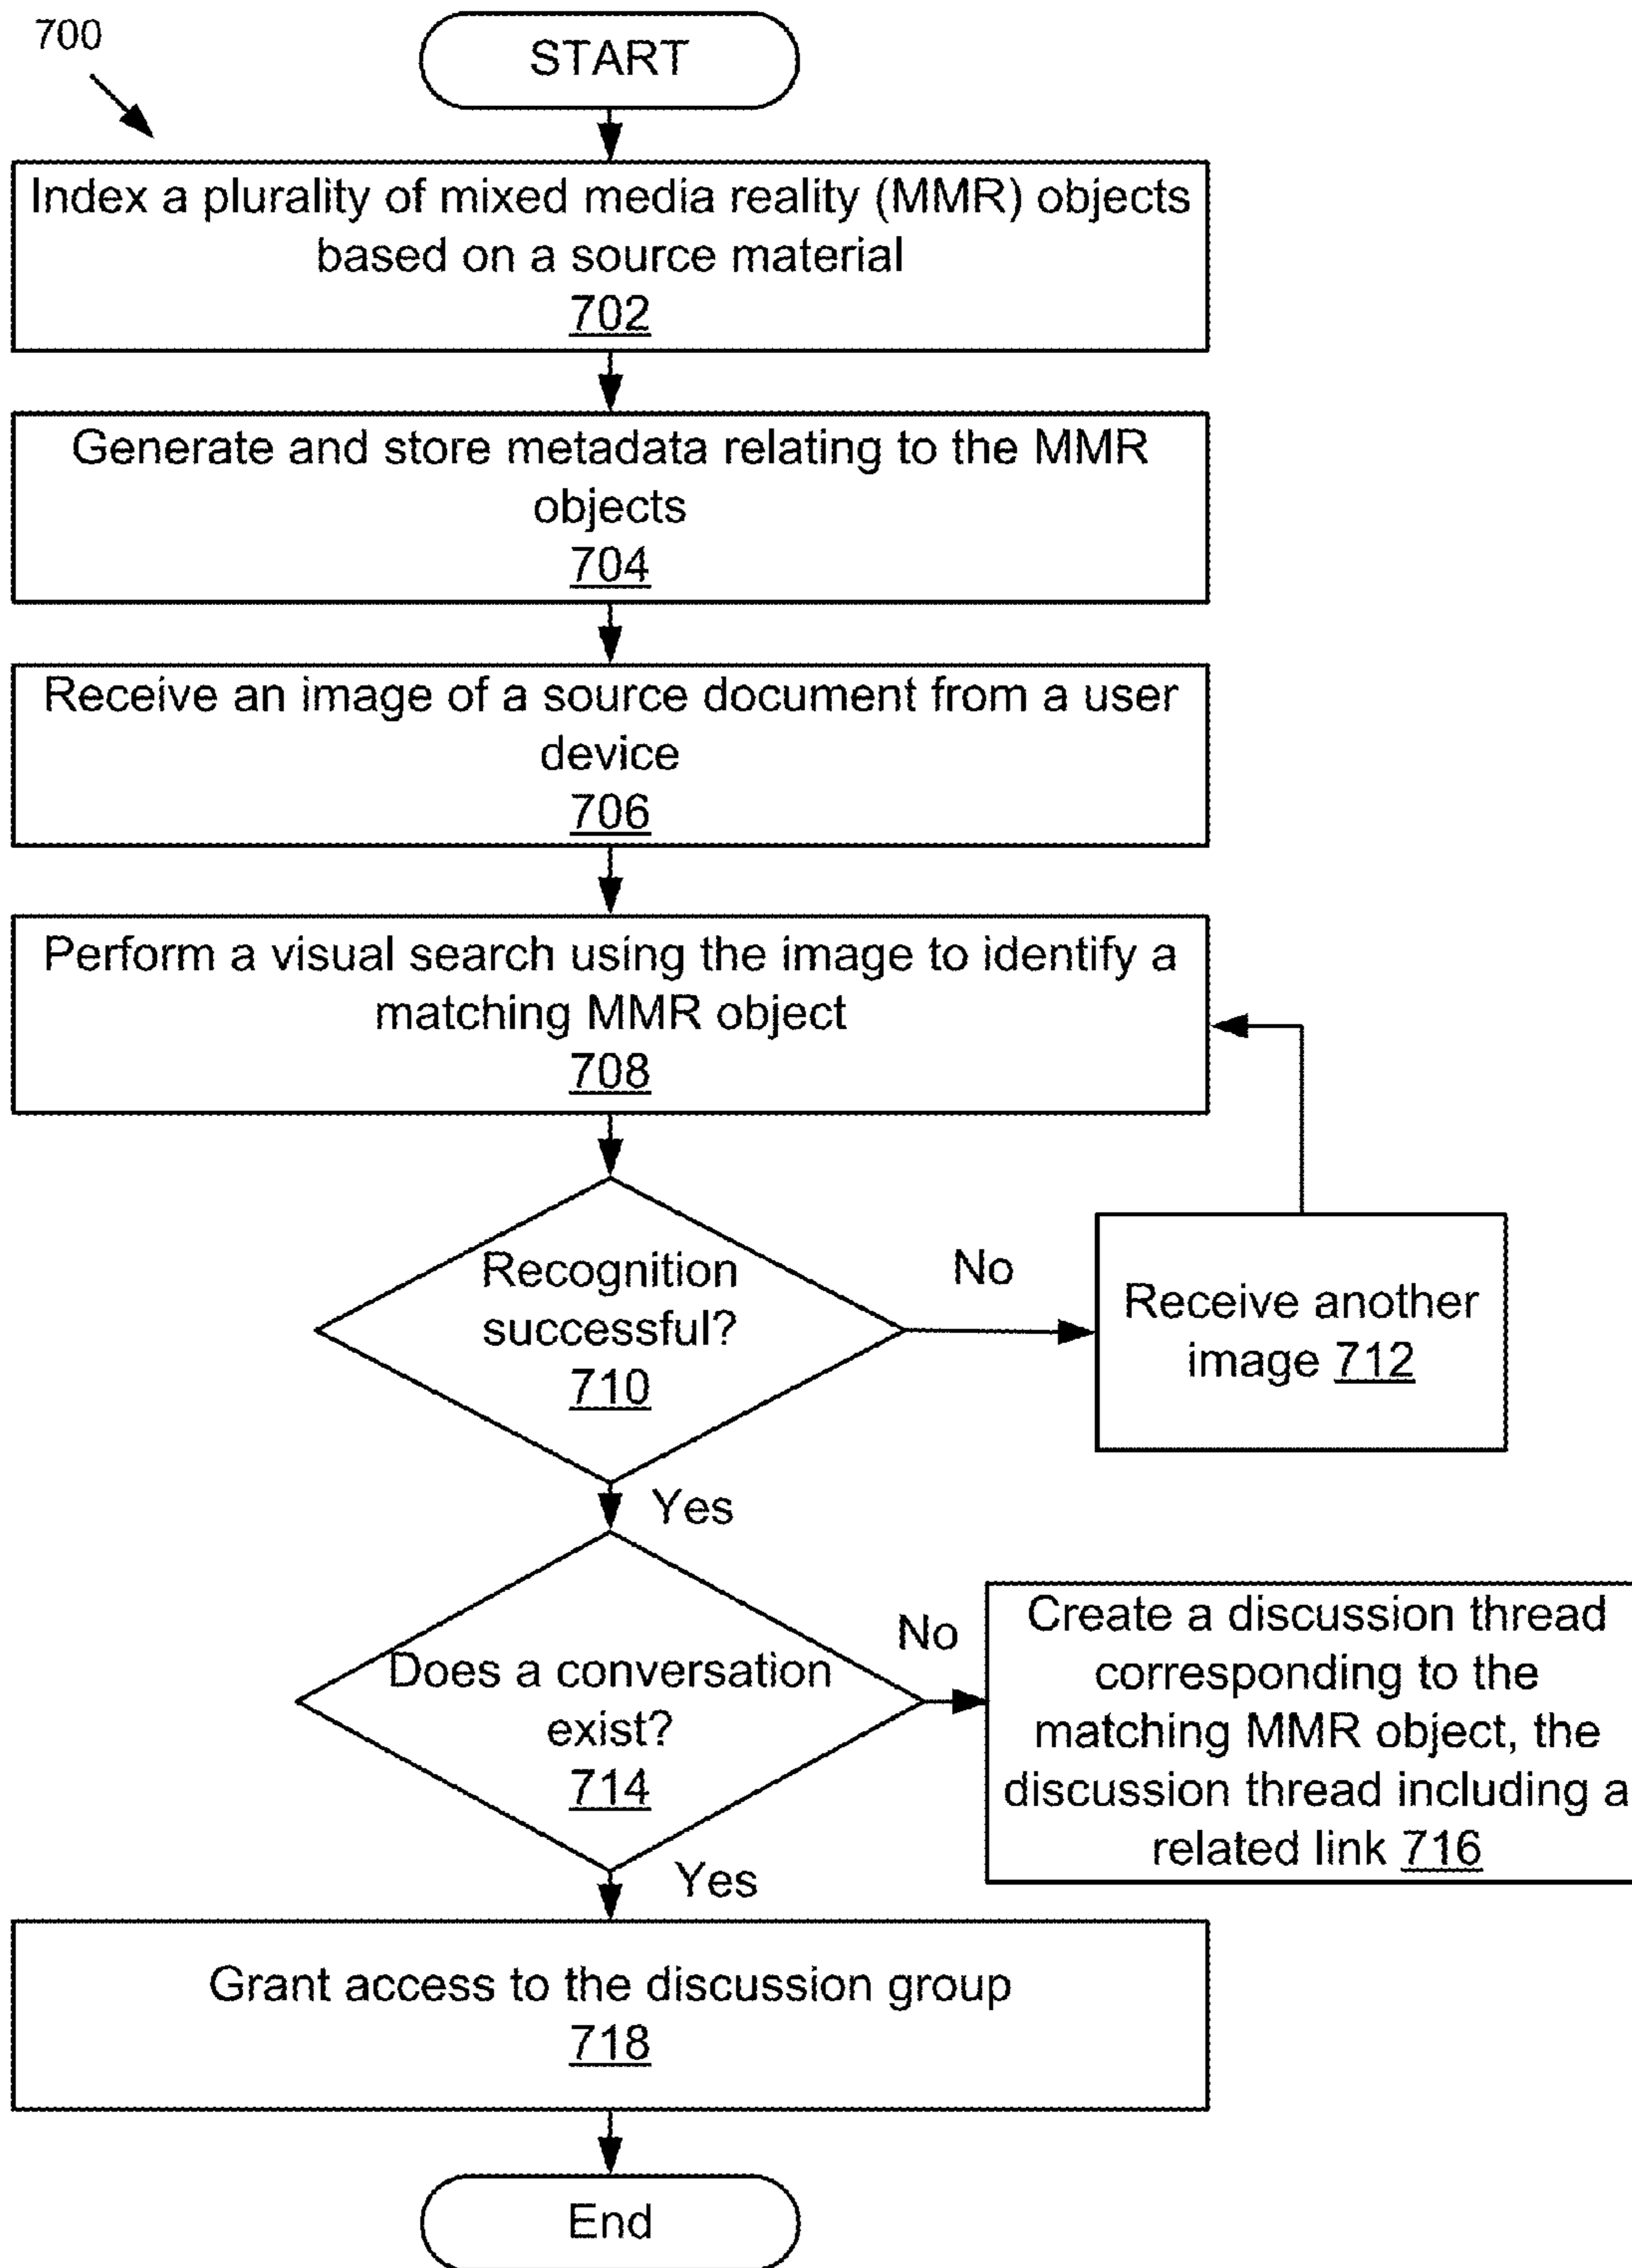 700
START
Index a plurality of mixed media reality (MMR) objects
based on a source material
702
Generate and store metadata relating to the MMR
objects
704
Receive an image of a source document from a user
device
706
Perform a visual search using the image to identify a
matching MMR object
708
Recognition
successful?
710
No
Receive another
image 712
Yes
Does a conversation
exist?
714
No
Create a discussion thread
corresponding to the
matching MMR object, the
discussion thread including a
related link 716
Yes
Grant access to the discussion group
718
End